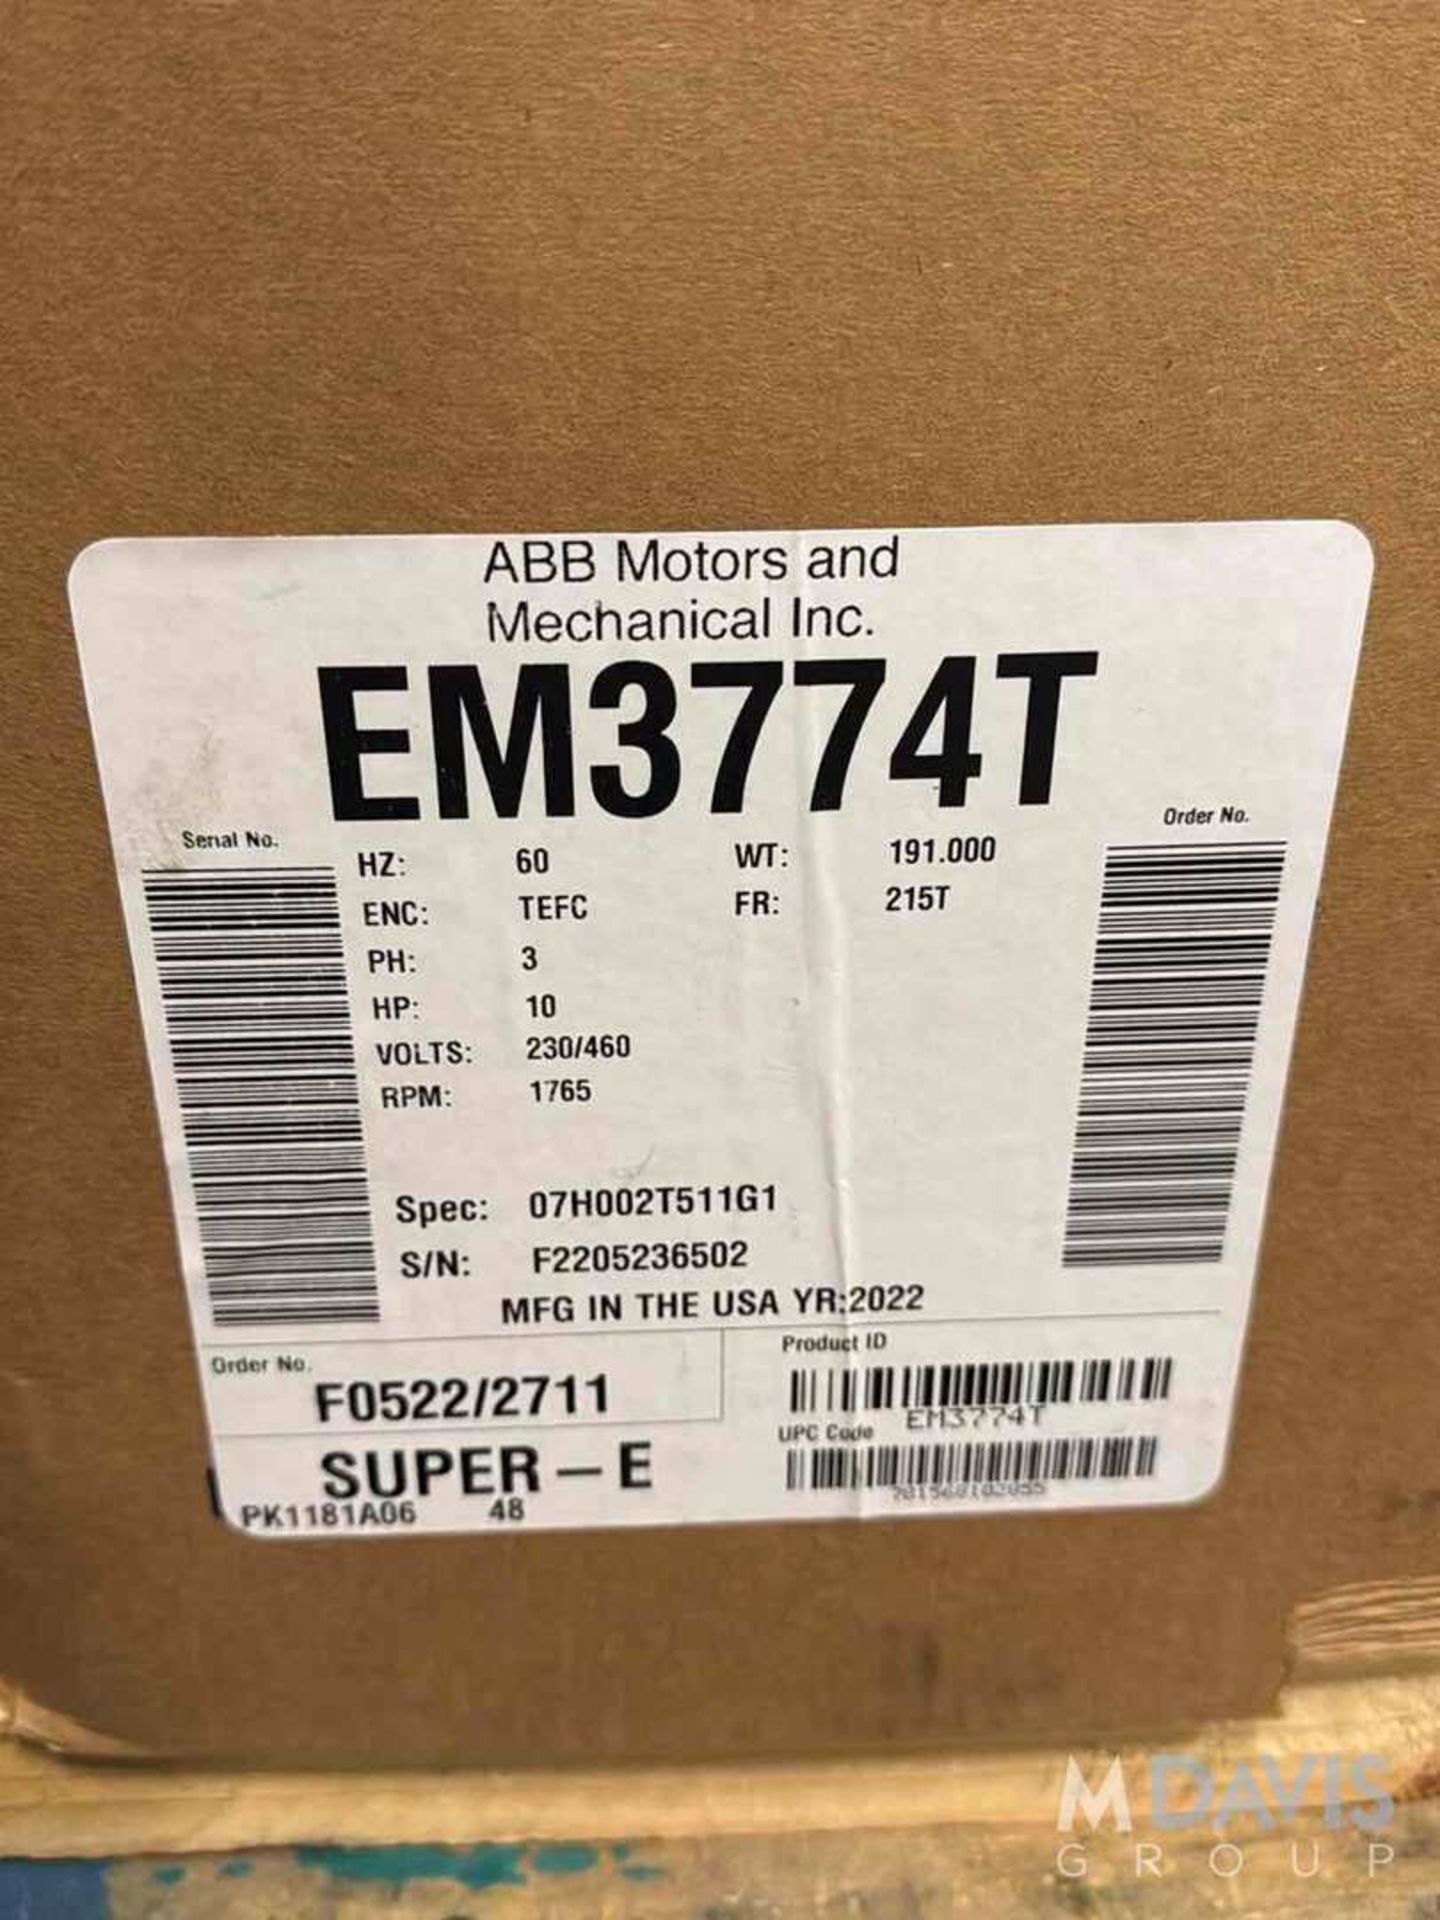 ABB Motors and
Mechanical Inc.
EM3774T
Serial No.
Order No.
HZ: 60 WT: 191.000
ENC: TEFC FR: 215T
PH: 3
HP: 10
VOLTS: 230/460
RPM: 1765
Spec: 07H002T511G1
S/N: F2205236502
MFG IN THE USA YR:2022
Order No.
F0522/2711
Product ID
EM3774T
UPC Code
SUPER-E
PK1181A06 48
MDAVIS
GROUP